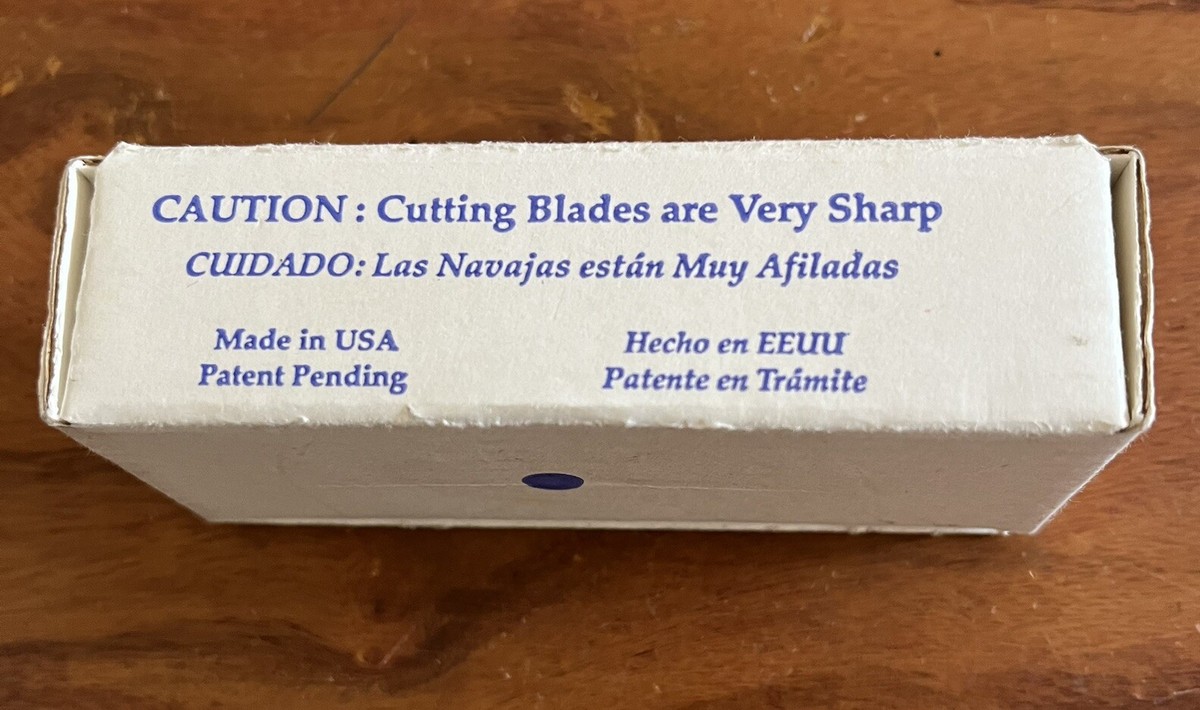 CAUTION : Cutting Blades are Very Sharp
CUIDADO: Las Navajas están Muy Afiladas
Made in USA
Patent Pending
Hecho en EEUU
Patente en Trámite